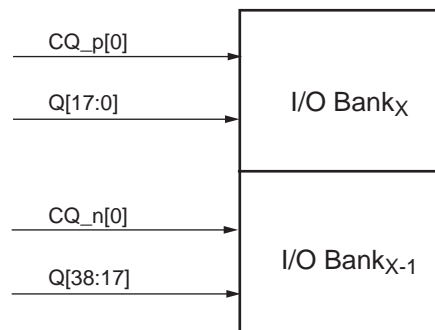 CQ_p[0]
Q[17:0]
I/O BankX
CQ_n[0]
Q[38:17]
I/O BankX-1